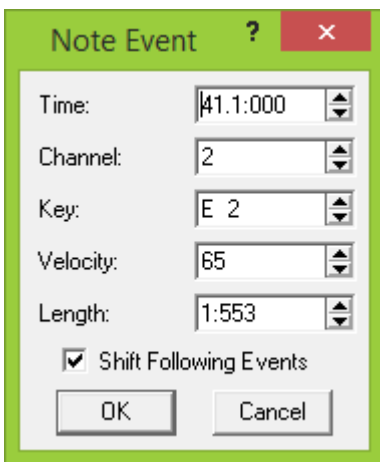 Note Event ? ×
Time: 41.1:000
Channel: 2
Key: E 2
Velocity: 65
Length: 1:553
Shift Following Events
OK Cancel